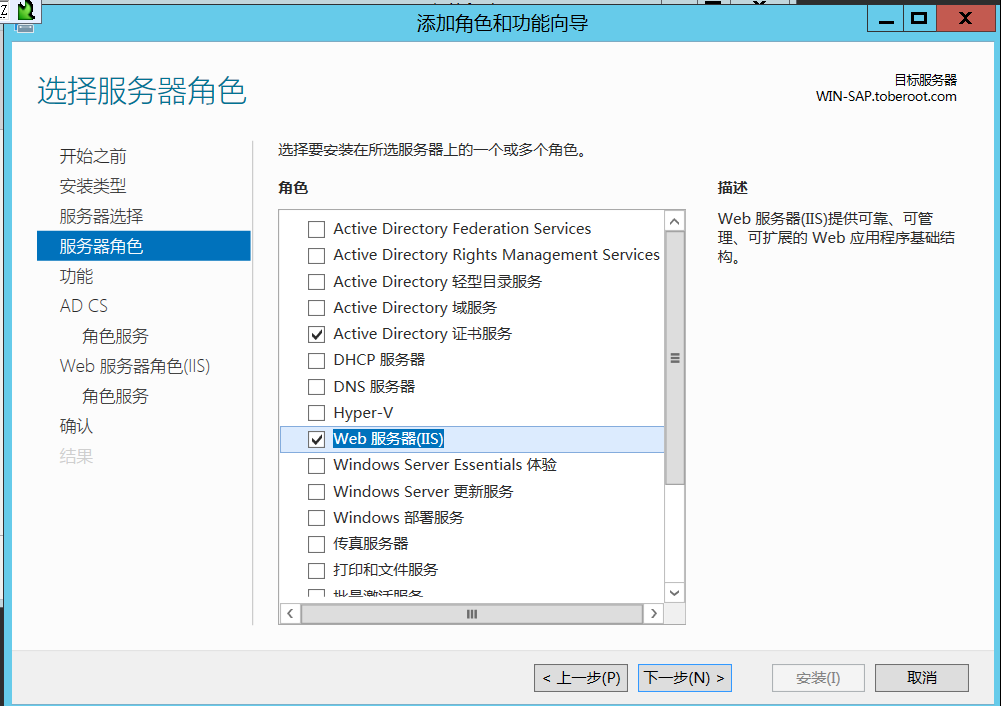 添加角色和功能向导
选择服务器角色
目标服务器
WIN-SAP.toberoot.com
开始之前
安装类型
服务器选择
服务器角色
功能
AD CS
角色服务
Web 服务器角色(IIS)
角色服务
确认
结果
选择要安装在所选服务器上的一个或多个角色。
角色
Active Directory Federation Services
Active Directory Rights Management Services
Active Directory 轻型目录服务
Active Directory 域服务
Active Directory 证书服务
DHCP 服务器
DNS 服务器
Hyper-V
Web 服务器(IIS)
Windows Server Essentials 体验
Windows Server 更新服务
Windows 部署服务
传真服务器
打印和文件服务
批量激活服务
描述
Web 服务器(IIS)提供可靠、可管
理、可扩展的 Web 应用程序基础结
构。
< 上一步(P)
下一步(N) >
安装(I)
取消